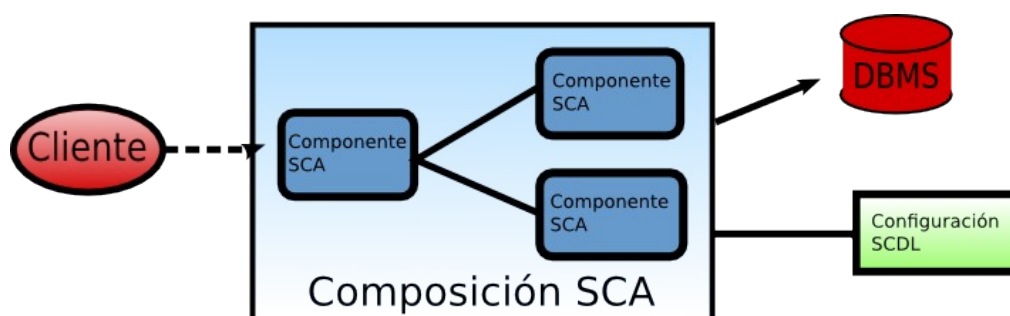 Cliente
Componente
SCA
Componente
SCA
Componente
SCA
Composición SCA
DBMS
Configuración
SCDL